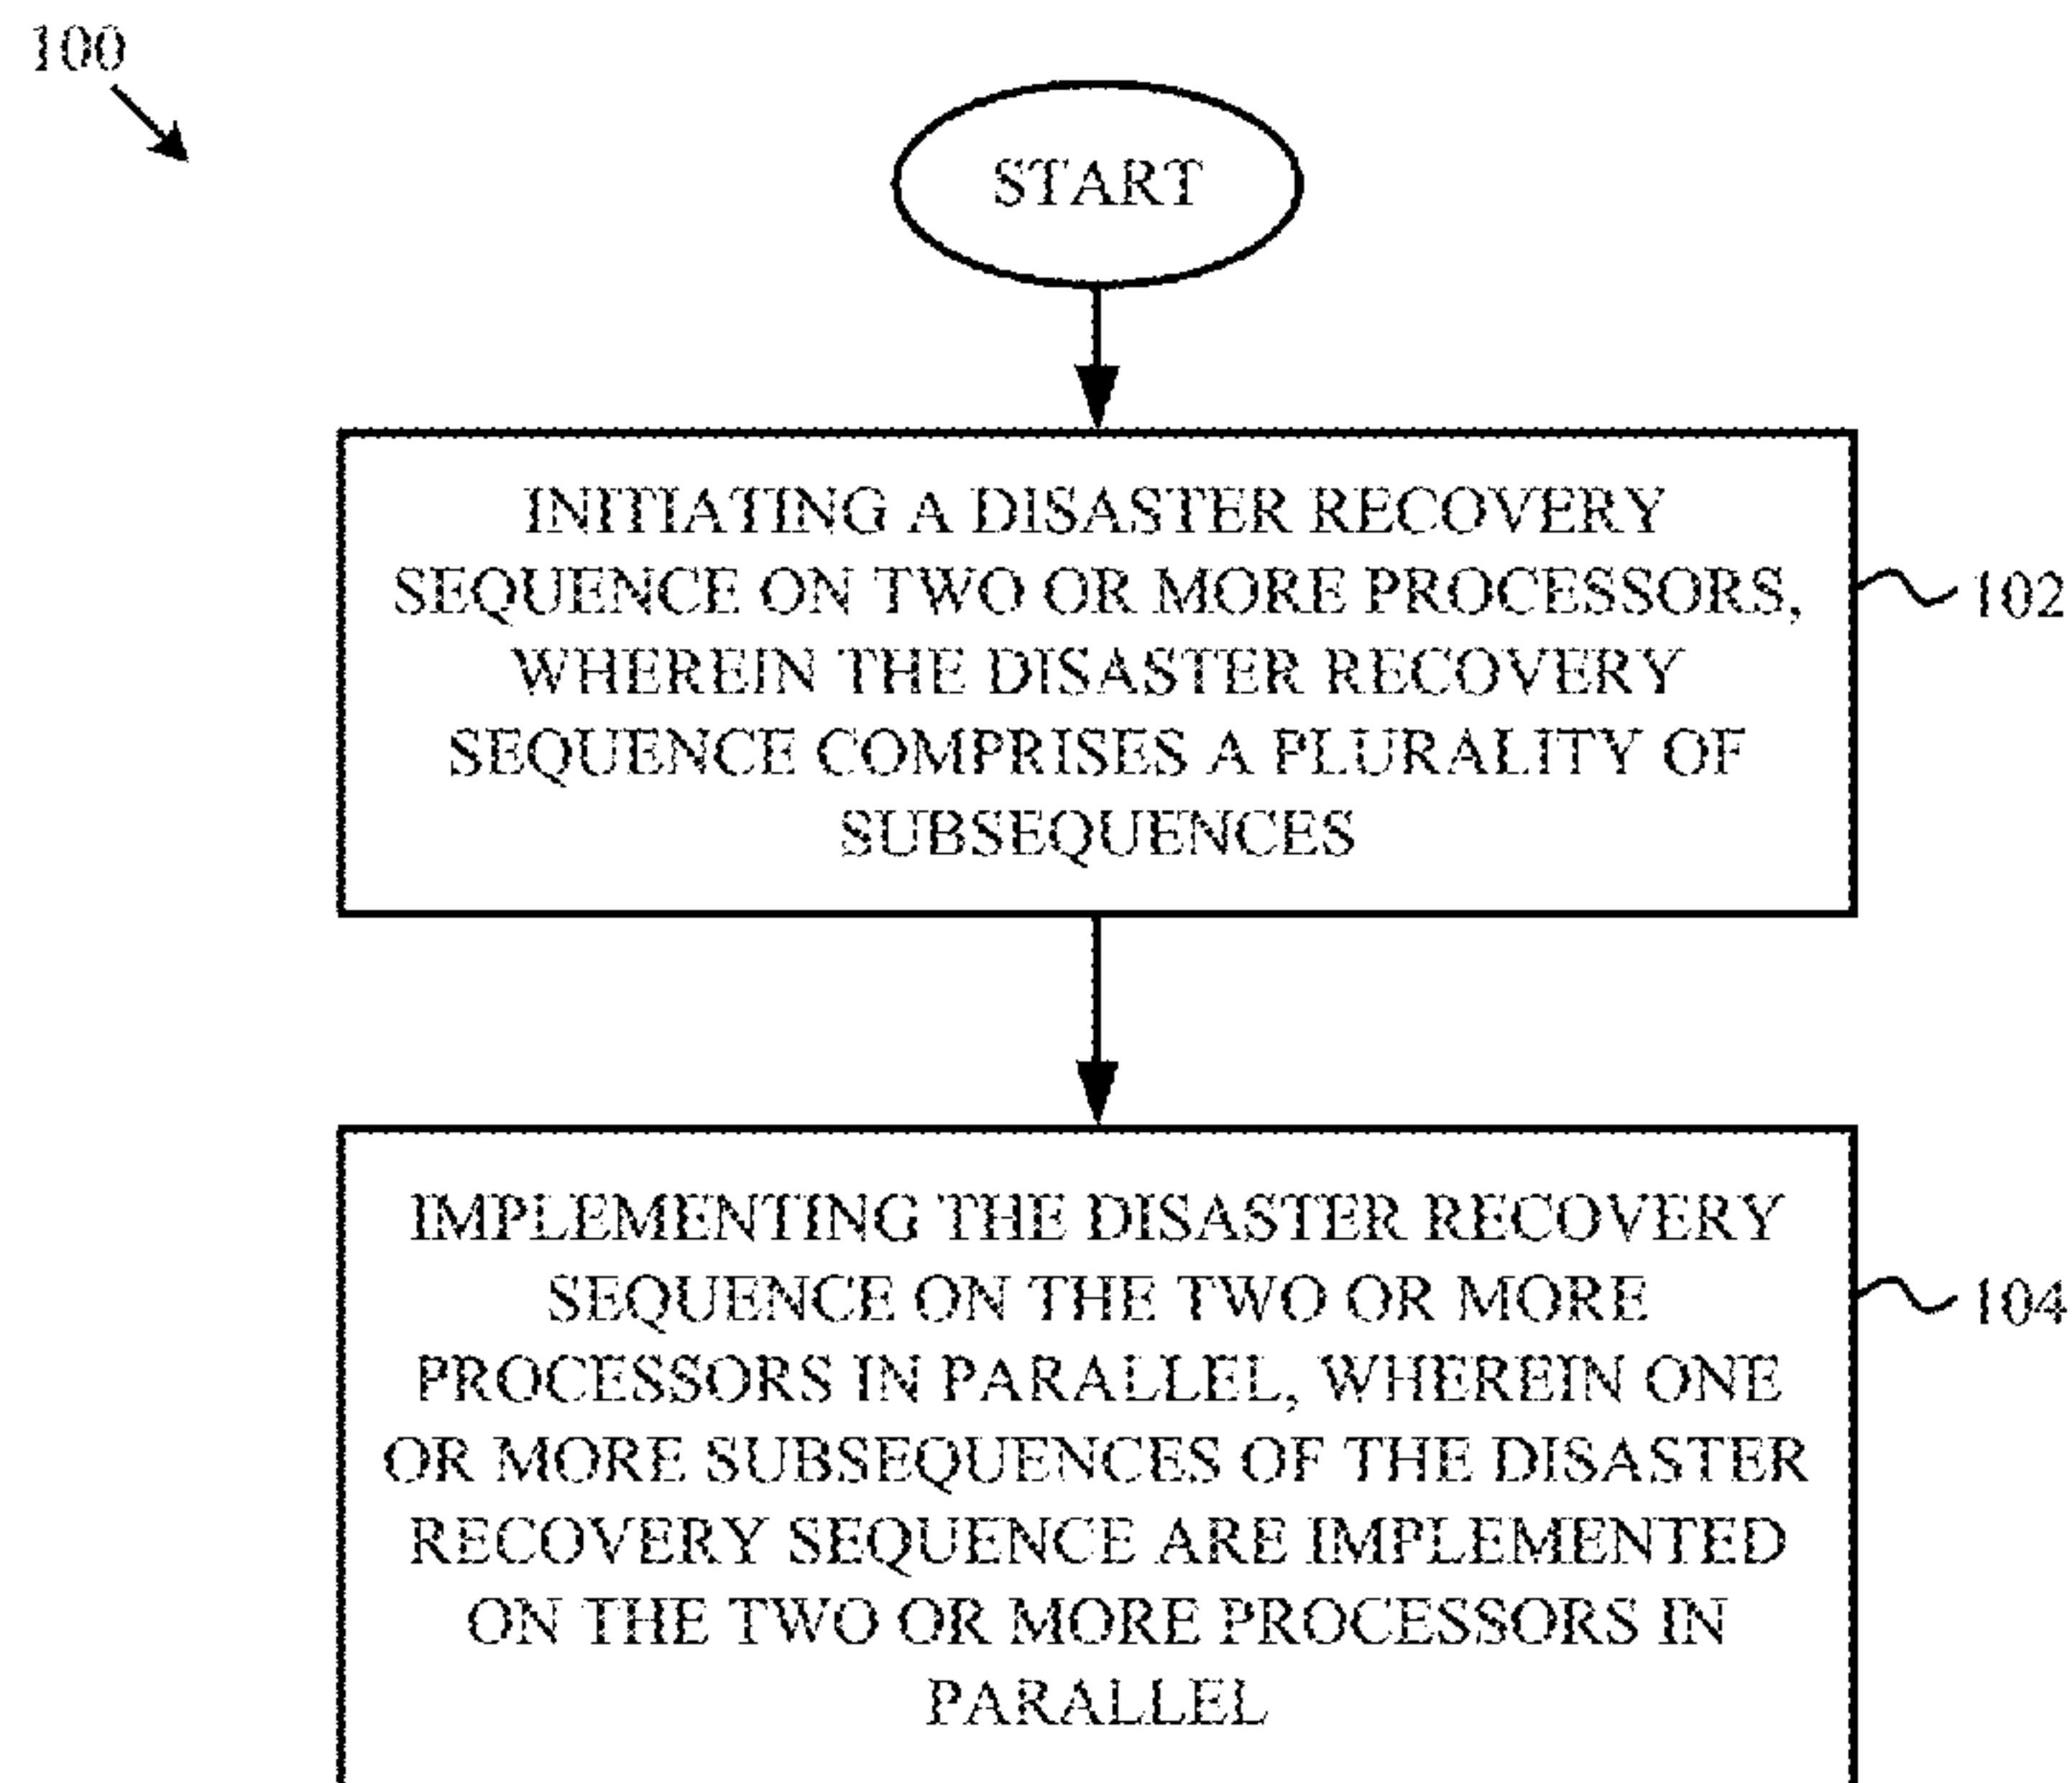 100
START
INITIATING A DISASTER RECOVERY
SEQUENCE ON TWO OR MORE PROCESSORS,
WHEREIN THE DISASTER RECOVERY
SEQUENCE COMPRISES A PLURALITY OF
SUBSEQUENCES
102
IMPLEMENTING THE DISASTER RECOVERY
SEQUENCE ON THE TWO OR MORE
PROCESSORS IN PARALLEL, WHEREIN ONE
OR MORE SUBSEQUENCES OF THE DISASTER
RECOVERY SEQUENCE ARE IMPLEMENTED
ON THE TWO OR MORE PROCESSORS IN
PARALLEL
104